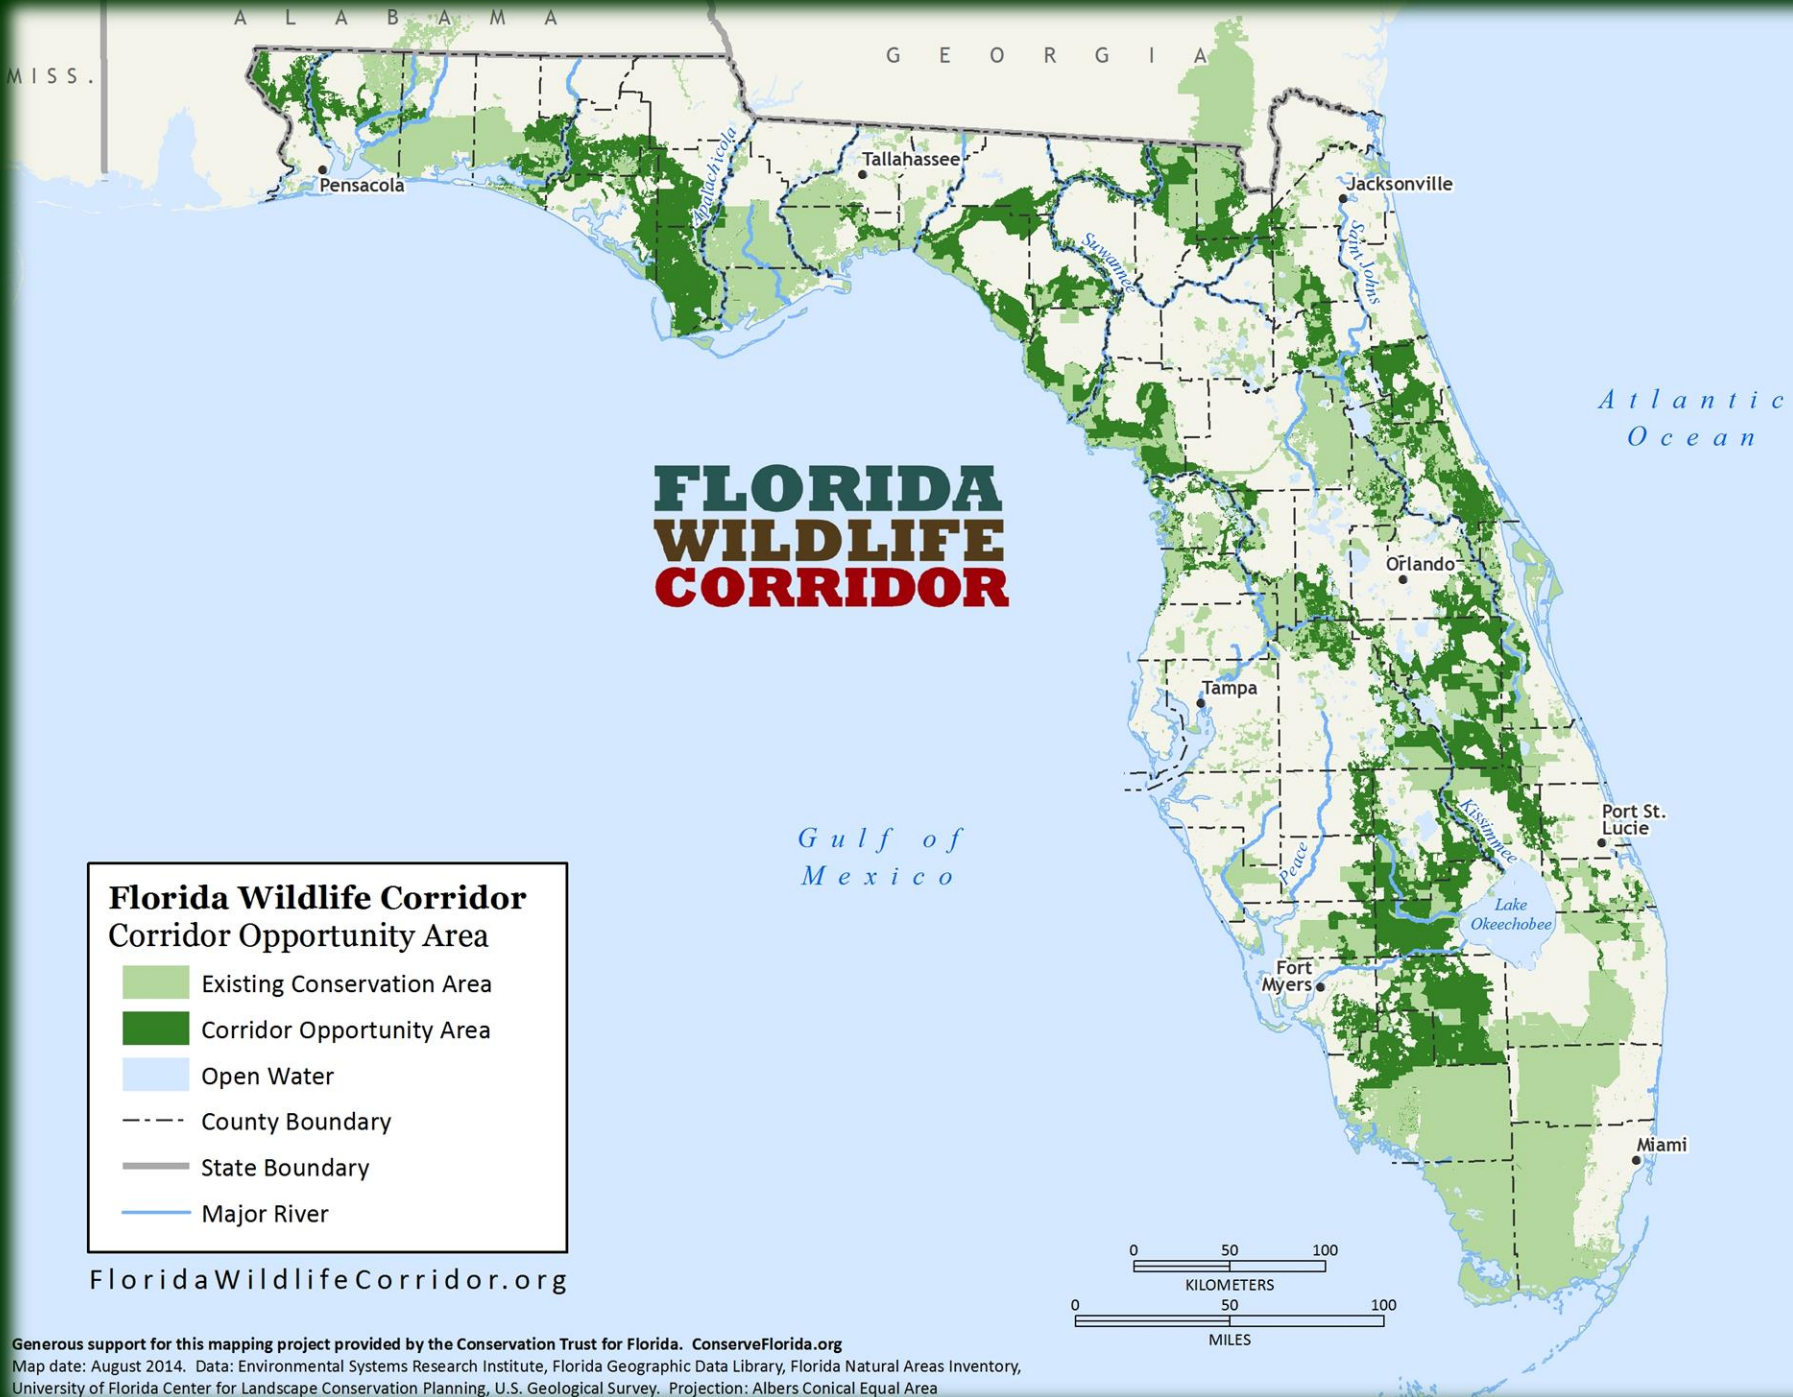 A L A B A M A
G E O R G I A
MISS.
Pensacola
Apalachicola
Tallahassee
Jacksonville
Suwannee
Saint Johns
Atlantic
Ocean
FLORIDA
WILDLIFE
CORRIDOR
Orlando
Tampa
Gulf of
Mexico
Kissimmee
Port St.
Lucie
Peace
Lake
Okeechobee
Fort
Myers
Miami
Florida Wildlife Corridor
Corridor Opportunity Area
Existing Conservation Area
Corridor Opportunity Area
Open Water
County Boundary
State Boundary
Major River
FloridaWildlifeCorridor.org
0 50 100
KILOMETERS
0 50 100
MILES
Generous support for this mapping project provided by the Conservation Trust for Florida. ConserveFlorida.org
Map date: August 2014. Data: Environmental Systems Research Institute, Florida Geographic Data Library, Florida Natural Areas Inventory,
University of Florida Center for Landscape Conservation Planning, U.S. Geological Survey. Projection: Albers Conical Equal Area